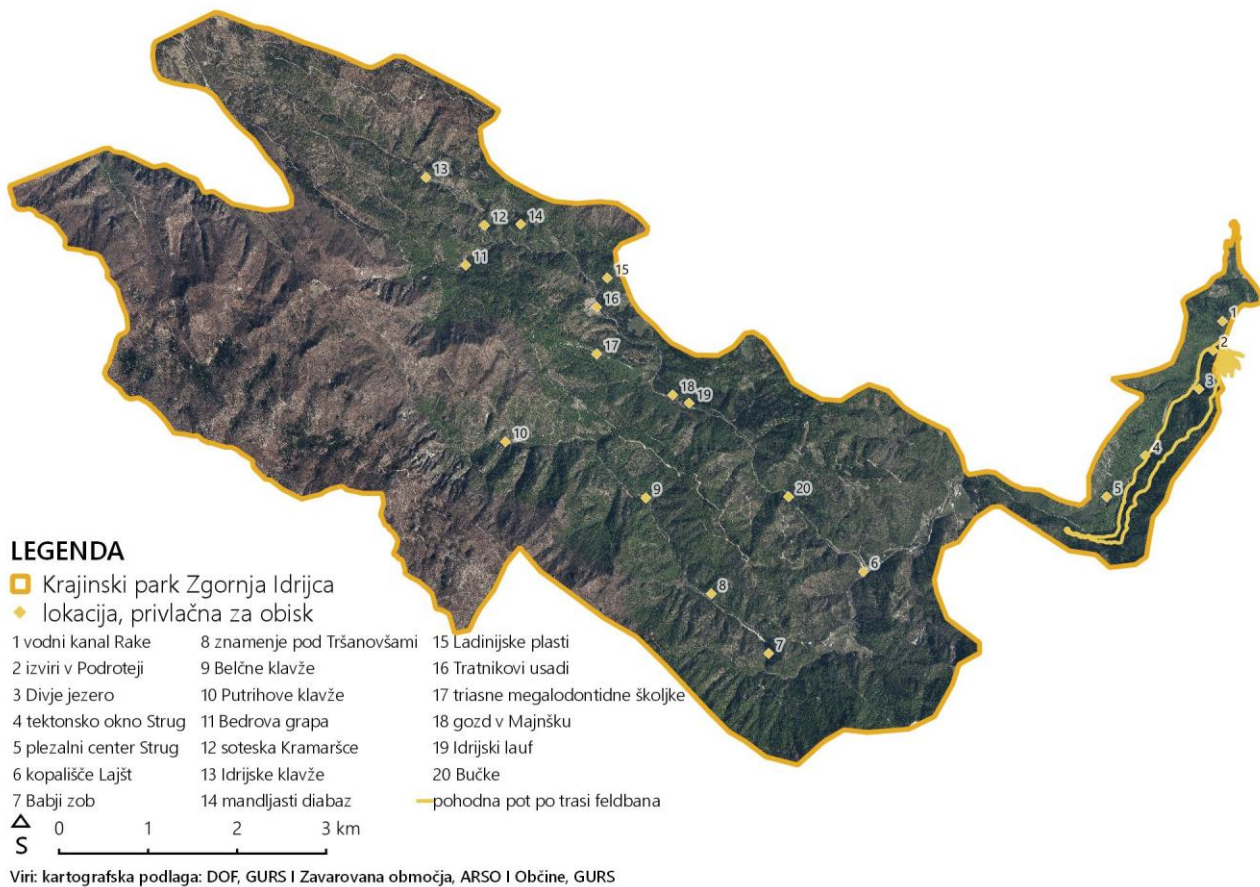 13
12
14
11
15
16
17
18
19
10
9
20
8
6
7
1
2
3
4
5
LEGENDA
Krajinski park Zgornja Idrijca
lokacija, privlačna za obisk
1 vodni kanal Rake
2 izviri v Podroteji
3 Divje jezero
4 tektonsko okno Strug
5 plezalni center Strug
6 kopališče Lajšt
7 Babji zob
8 znamenje pod Tršanovšami
9 Belčne klavže
10 Putrihove klavže
11 Bedrova grapa
12 soteska Kramaršce
13 Idrijske klavže
14 mandljasti diabaz
15 Ladinijske plasti
16 Tratnikovi usadi
17 triasne megalodontidne školjke
18 gozd v Majnšku
19 Idrijski lauf
20 Bučke
pohodna pot po trasi feldbana
S
0 1 2 3 km
Viri: kartografska podlaga: DOF, GURS I Zavarovana območja, ARSO I Občine, GURS